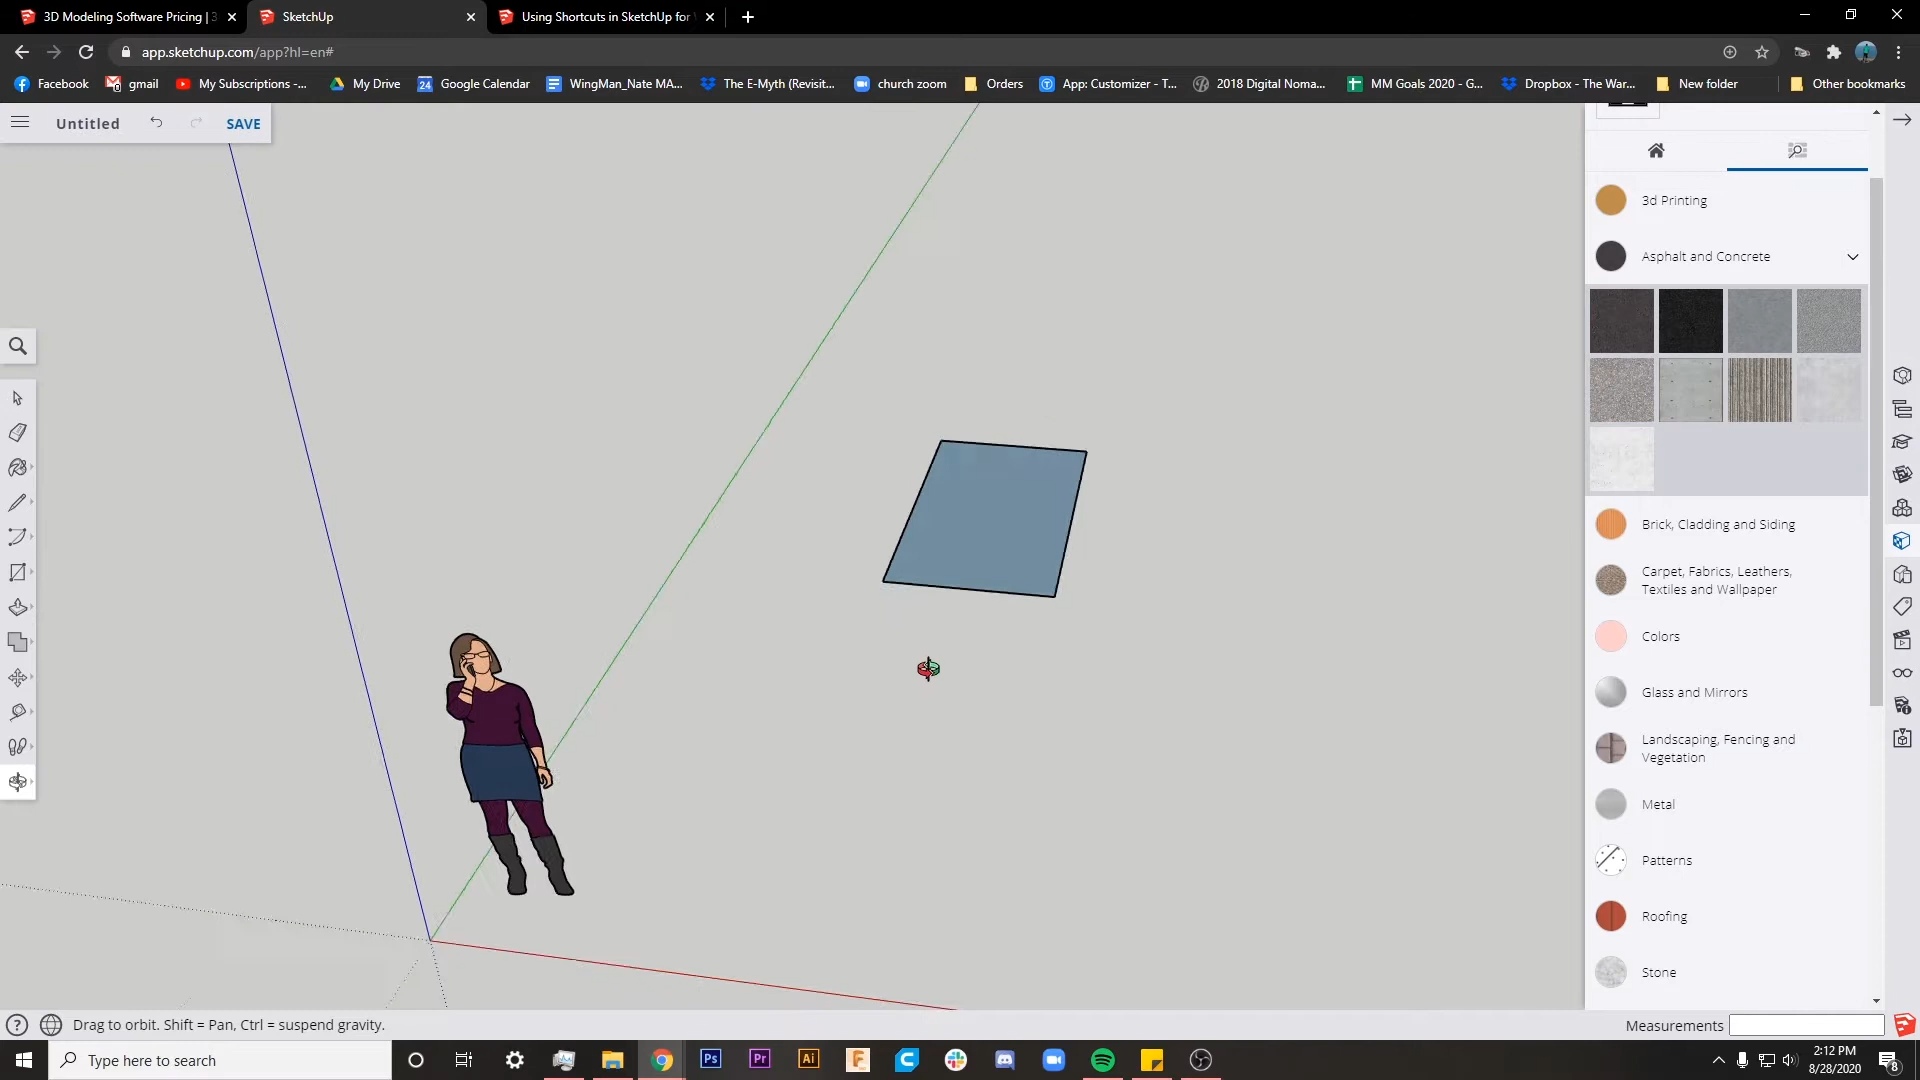 3D Modeling Software Pricing | 3
SketchUp
Using Shortcuts in SketchUp for
app.sketchup.com/app?hl=en#
Facebook
gmail
My Subscriptions -...
My Drive
24
Google Calendar
WingMan_Nate MA...
The E-Myth (Revisit...
church zoom
Orders
App: Customizer - T...
2018 Digital Noma...
MM Goals 2020 - G...
Dropbox - The War...
New folder
Other bookmarks
Untitled
SAVE
3d Printing
Asphalt and Concrete
Brick, Cladding and Siding
Carpet, Fabrics, Leathers,
Textiles and Wallpaper
Colors
Glass and Mirrors
Landscaping, Fencing and
Vegetation
Metal
Patterns
Roofing
Stone
Drag to orbit. Shift = Pan, Ctrl = suspend gravity.
Measurements
Type here to search
Ps
Pr
Ai
2:12 PM
8/28/2020
8